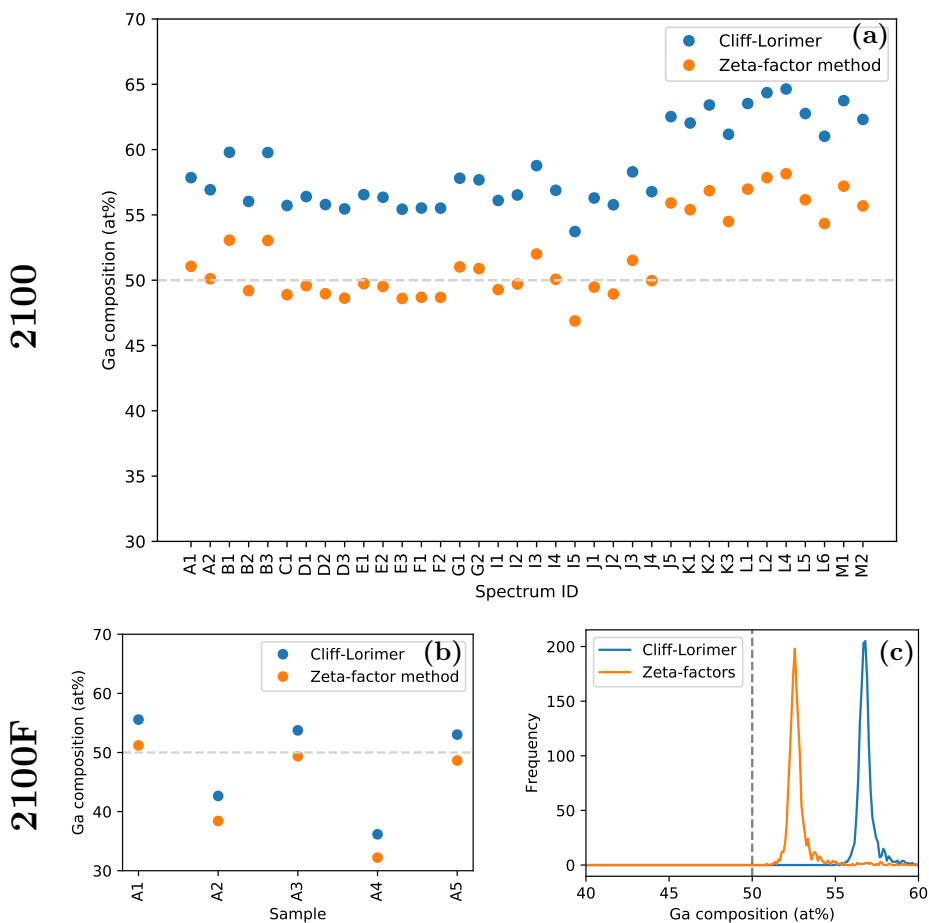 2100
(a)
Cliff-Lorimer
Zeta-factor method
Ga composition (at%)
70
65
60
55
50
45
40
35
30
A1 A2 B1 B2 B3 C1 D1 D2 D3 E1 E2 E3 F1 F2 G1 G2 I1 I2 I3 I4 I5 J1 J2 J3 J4 J5 K1 K2 K3 L1 L2 L4 L5 L6 M1 M2
Spectrum ID
2100F
(b)
Cliff-Lorimer
Zeta-factor method
Ga composition (at%)
70
60
50
40
30
A1 A2 A3 A4 A5
Sample
(c)
Cliff-Lorimer
Zeta-factors
Frequency
200
150
100
50
0
40 45 50 55 60
Ga composition (at%)